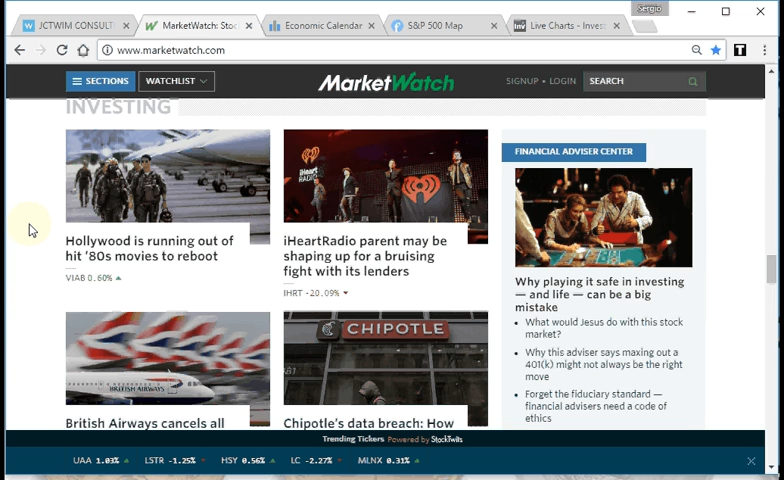 Sergio
JCTWIM CONSULT
MarketWatch: Stoc
Economic Calendar
S&P 500 Map
Live Charts - Invest
www.marketwatch.com
SECTIONS
WATCHLIST
MarketWatch
SIGNUP • LOGIN
SEARCH
INVESTING
Hollywood is running out of
hit '80s movies to reboot
VIAB 0.60%
iHeart
RADIO
iHeartRadio parent may be
shaping up for a bruising
fight with its lenders
IHRT -20.09%
BRITISH AIRWAYS
British Airways cancels all
CHIPOTLE
Chipotle's data breach: How
FINANCIAL ADVISER CENTER
Why playing it safe in investing
— and life — can be a big
mistake
• What would Jesus do with this stock
market?
• Why this adviser says maxing out a
401(k) might not always be the right
move
• Forget the fiduciary standard —
financial advisers need a code of
ethics
Trending Tickers Powered by StockTwits
UAA 1.03% LSTR -1.25% HSY 0.56% LC -2.27% MLNX 0.31%